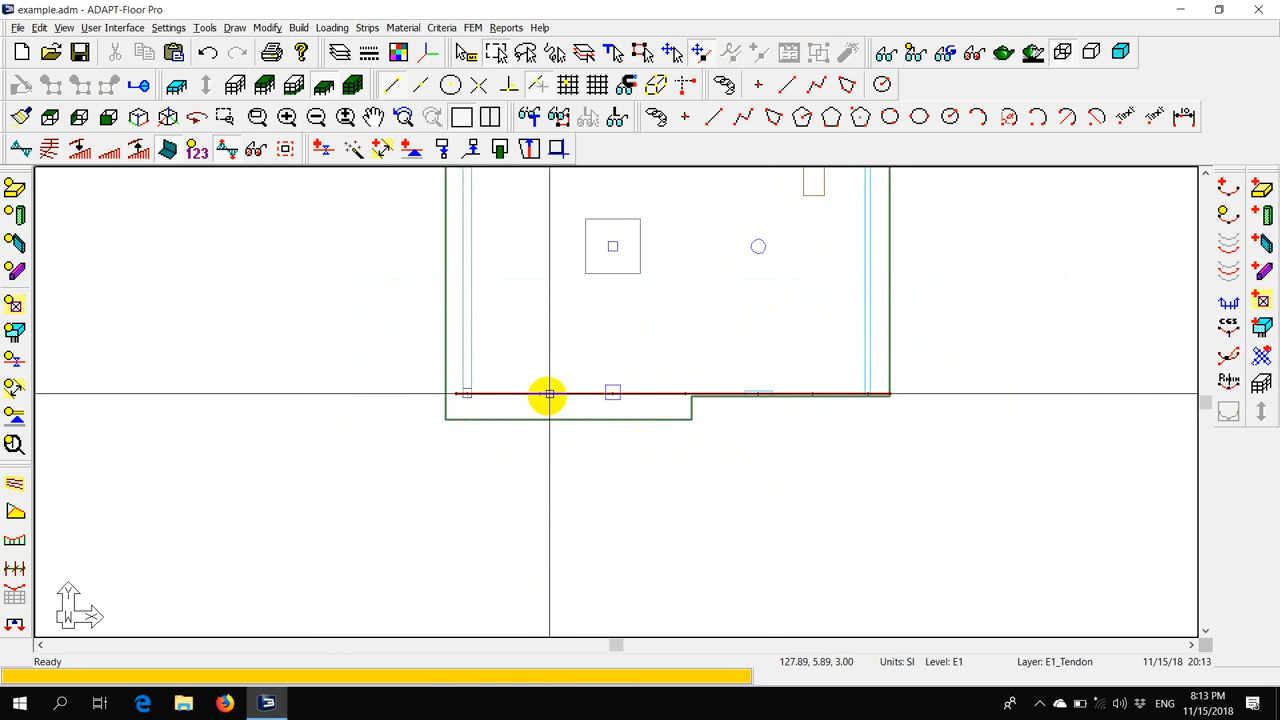 example.adm - ADAPT-Floor Pro
File Edit View User Interface Settings Tools Draw Modify Build Loading Strips Material Criteria FEM Reports Help
123
CGS
W X
Y
Ready 127.89, 5.89, 3.00 Units: SI Level: E1 Layer: E1_Tendon 11/15/18 20:13
ENG 8:13 PM
11/15/2018